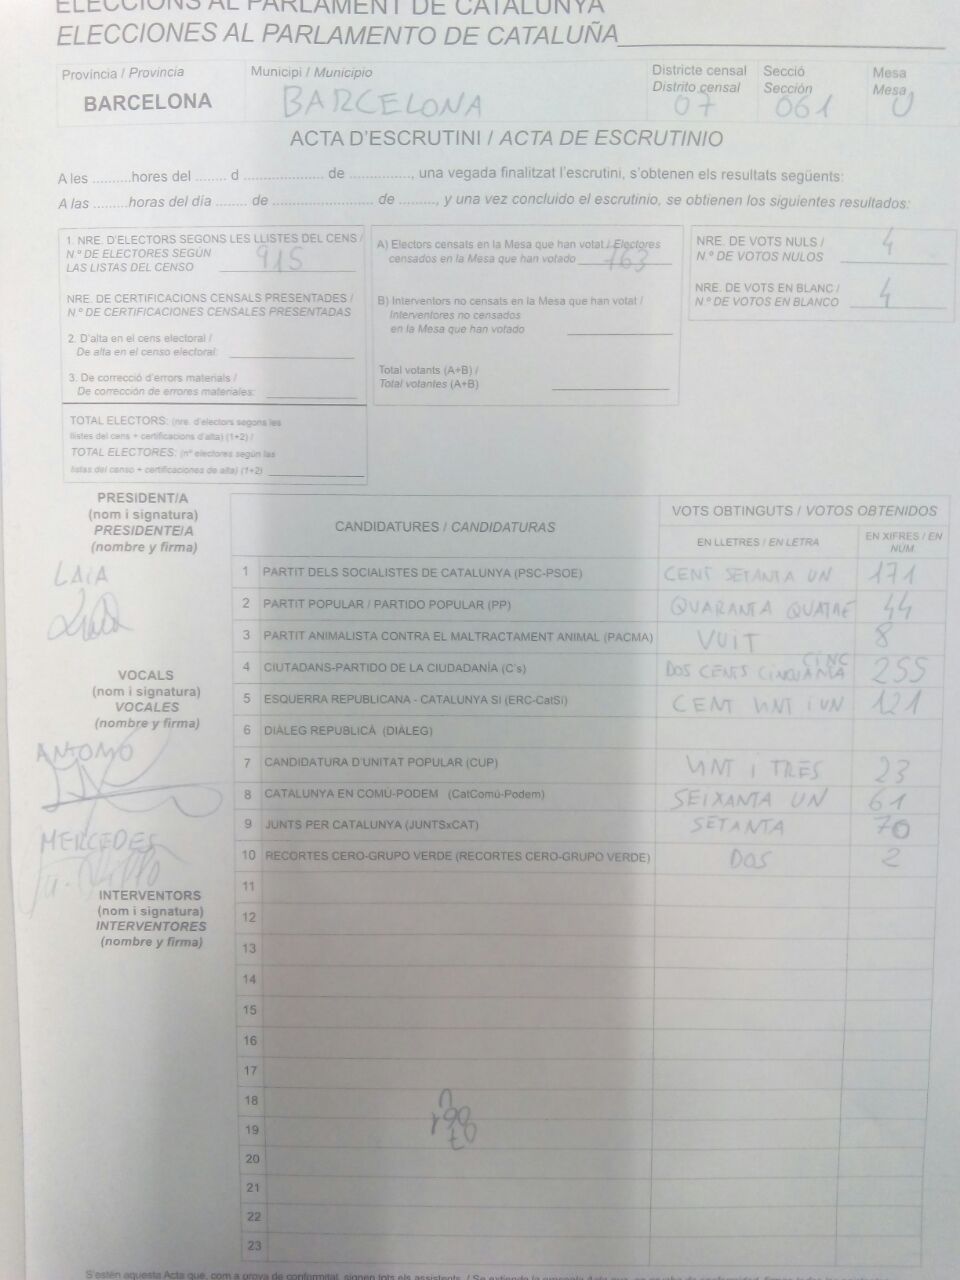 ELECCIONS AL PARLAMENT DE CATALUNYA
ELECCIONES AL PARLAMENTO DE CATALUÑA
Província / Provincia
BARCELONA
Municipi / Municipio
BARCELONA
Districte censal
Distrito censal
07
Secció
Sección
061
Mesa
Mesa
U
ACTA D'ESCRUTINI / ACTA DE ESCRUTINIO
A les ..........hores del ........ d .................... de ..............., una vegada finalitzat l'escrutini, s'obtenen els resultats següents:
A las .........horas del día ........ de ......................... de ........., y una vez concluido el escrutinio, se obtienen los siguientes resultados:
1. NRE. D'ELECTORS SEGONS LES LLISTES DEL CENS /
N.º DE ELECTORES SEGÚN
LAS LISTAS DEL CENSO 915
NRE. DE CERTIFICACIONS CENSALS PRESENTADES /
N.º DE CERTIFICACIONES CENSALES PRESENTADAS
2. D'alta en el cens electoral /
De alta en el censo electoral:
3. De correcció d'errors materials /
De corrección de errores materiales:
TOTAL ELECTORS: (nre. d'electors segons les
llistes del cens + certificacions d'alta) (1+2) /
TOTAL ELECTORES: (nº electores según las
listas del censo + certificaciones de alta) (1+2)
A) Electors censats en la Mesa que han votat / Electores
censados en la Mesa que han votado 763
B) Interventors no censats en la Mesa que han votat /
Interventores no censados
en la Mesa que han votado
Total votants (A+B) /
Total votantes (A+B)
NRE. DE VOTS NULS /
N.º DE VOTOS NULOS 4
NRE. DE VOTS EN BLANC /
N.º DE VOTOS EN BLANCO 4
PRESIDENT/A
(nom i signatura)
PRESIDENTE/A
(nombre y firma)
LAIA
VOCALS
(nom i signatura)
VOCALES
(nombre y firma)
ANTONIO
MERCEDES
INTERVENTORS
(nom i signatura)
INTERVENTORES
(nombre y firma)
CANDIDATURES / CANDIDATURAS
VOTS OBTINGUTS / VOTOS OBTENIDOS
EN LLETRES / EN LETRA
EN XIFRES / EN NUM.
1 PARTIT DELS SOCIALISTES DE CATALUNYA (PSC-PSOE) CENT SETANTA UN 171
2 PARTIT POPULAR / PARTIDO POPULAR (PP) QUARANTA QUATRE 44
3 PARTIT ANIMALISTA CONTRA EL MALTRACTAMENT ANIMAL (PACMA) VUIT 8
4 CIUTADANS-PARTIDO DE LA CIUDADANÍA (C's) DOS CENTS CINQUANTA CINC 255
5 ESQUERRA REPUBLICANA - CATALUNYA SÍ (ERC-CatSí) CENT VINT I UN 121
6 DIÀLEG REPUBLICÀ (DIÀLEG)
7 CANDIDATURA D'UNITAT POPULAR (CUP) VINT I TRES 23
8 CATALUNYA EN COMÚ-PODEM (CatComú-Podem) SEIXANTA UN 61
9 JUNTS PER CATALUNYA (JUNTSxCAT) SETANTA 70
10 RECORTES CERO-GRUPO VERDE (RECORTES CERO-GRUPO VERDE) DOS 2
11
12
13
14
15
16
17
18
19
20
21
22
23
07
061
U
S'estén aquesta Acta que, com a prova de conformitat, signen tots els assistents. /